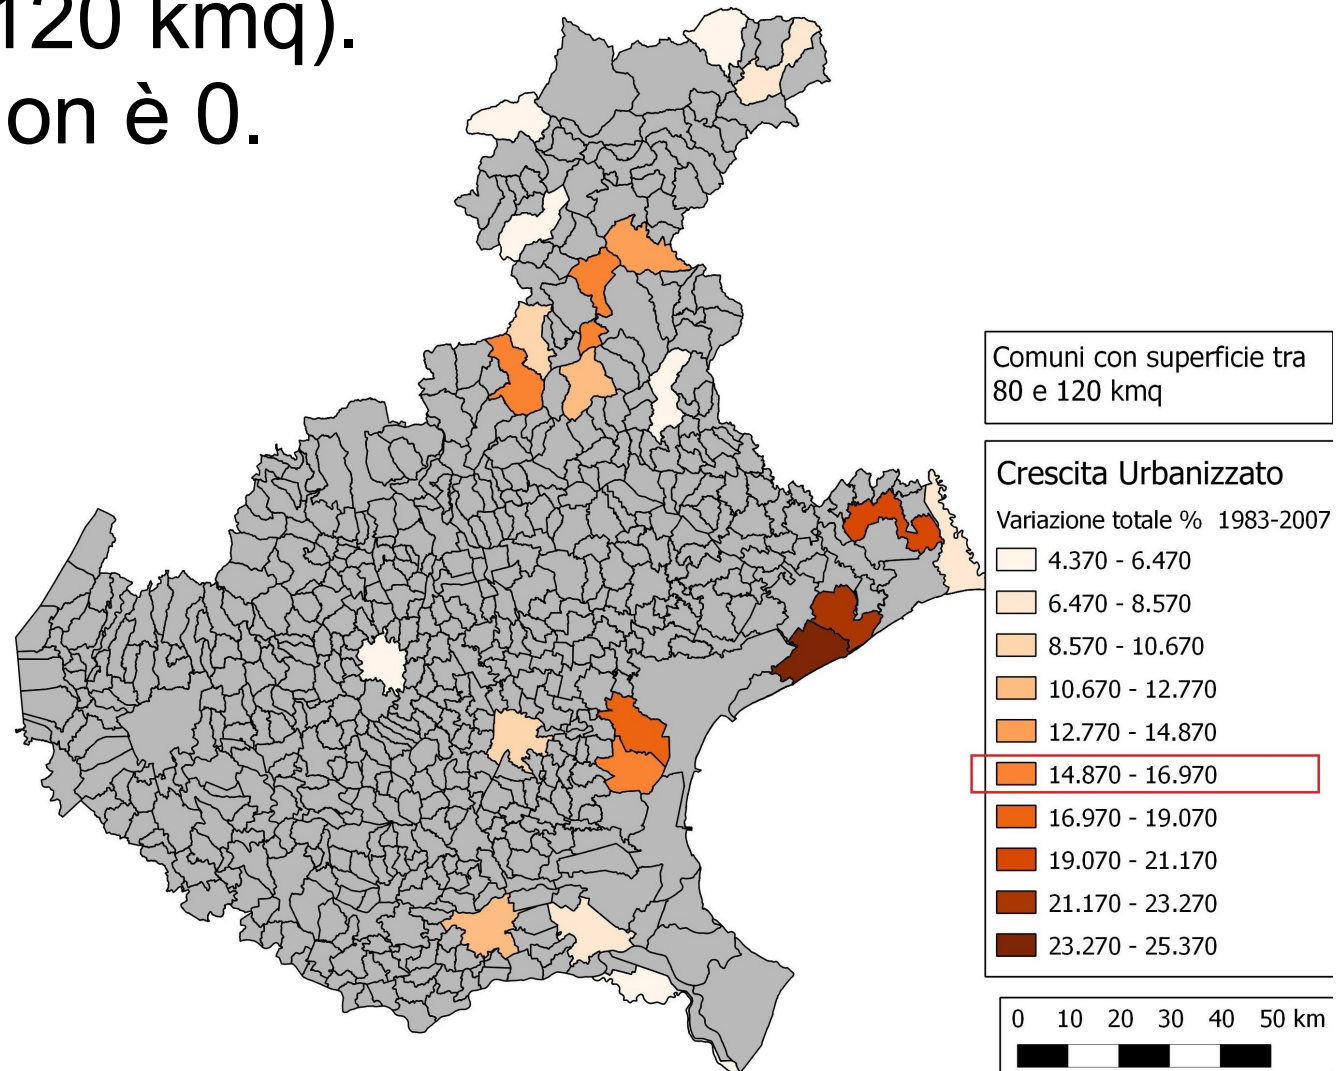 120 kmq).
on è 0.
Comuni con superficie tra
80 e 120 kmq
Crescita Urbanizzato
Variazione totale % 1983-2007
4.370 - 6.470
6.470 - 8.570
8.570 - 10.670
10.670 - 12.770
12.770 - 14.870
14.870 - 16.970
16.970 - 19.070
19.070 - 21.170
21.170 - 23.270
23.270 - 25.370
0 10 20 30 40 50 km